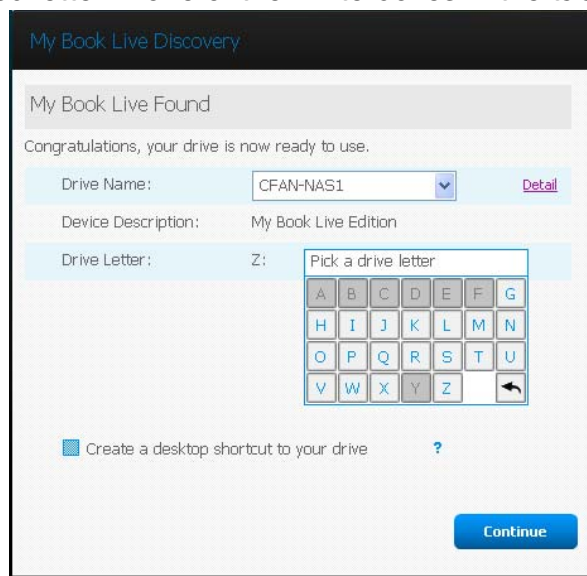 My Book Live Discovery
My Book Live Found
Congratulations, your drive is now ready to use.
Drive Name: CFAN-NAS1 Detail
Device Description: My Book Live Edition
Drive Letter: Z: Pick a drive letter
A B C D E F G
H I J K L M N
O P Q R S T U
V W X Y Z
Create a desktop shortcut to your drive ?
Continue